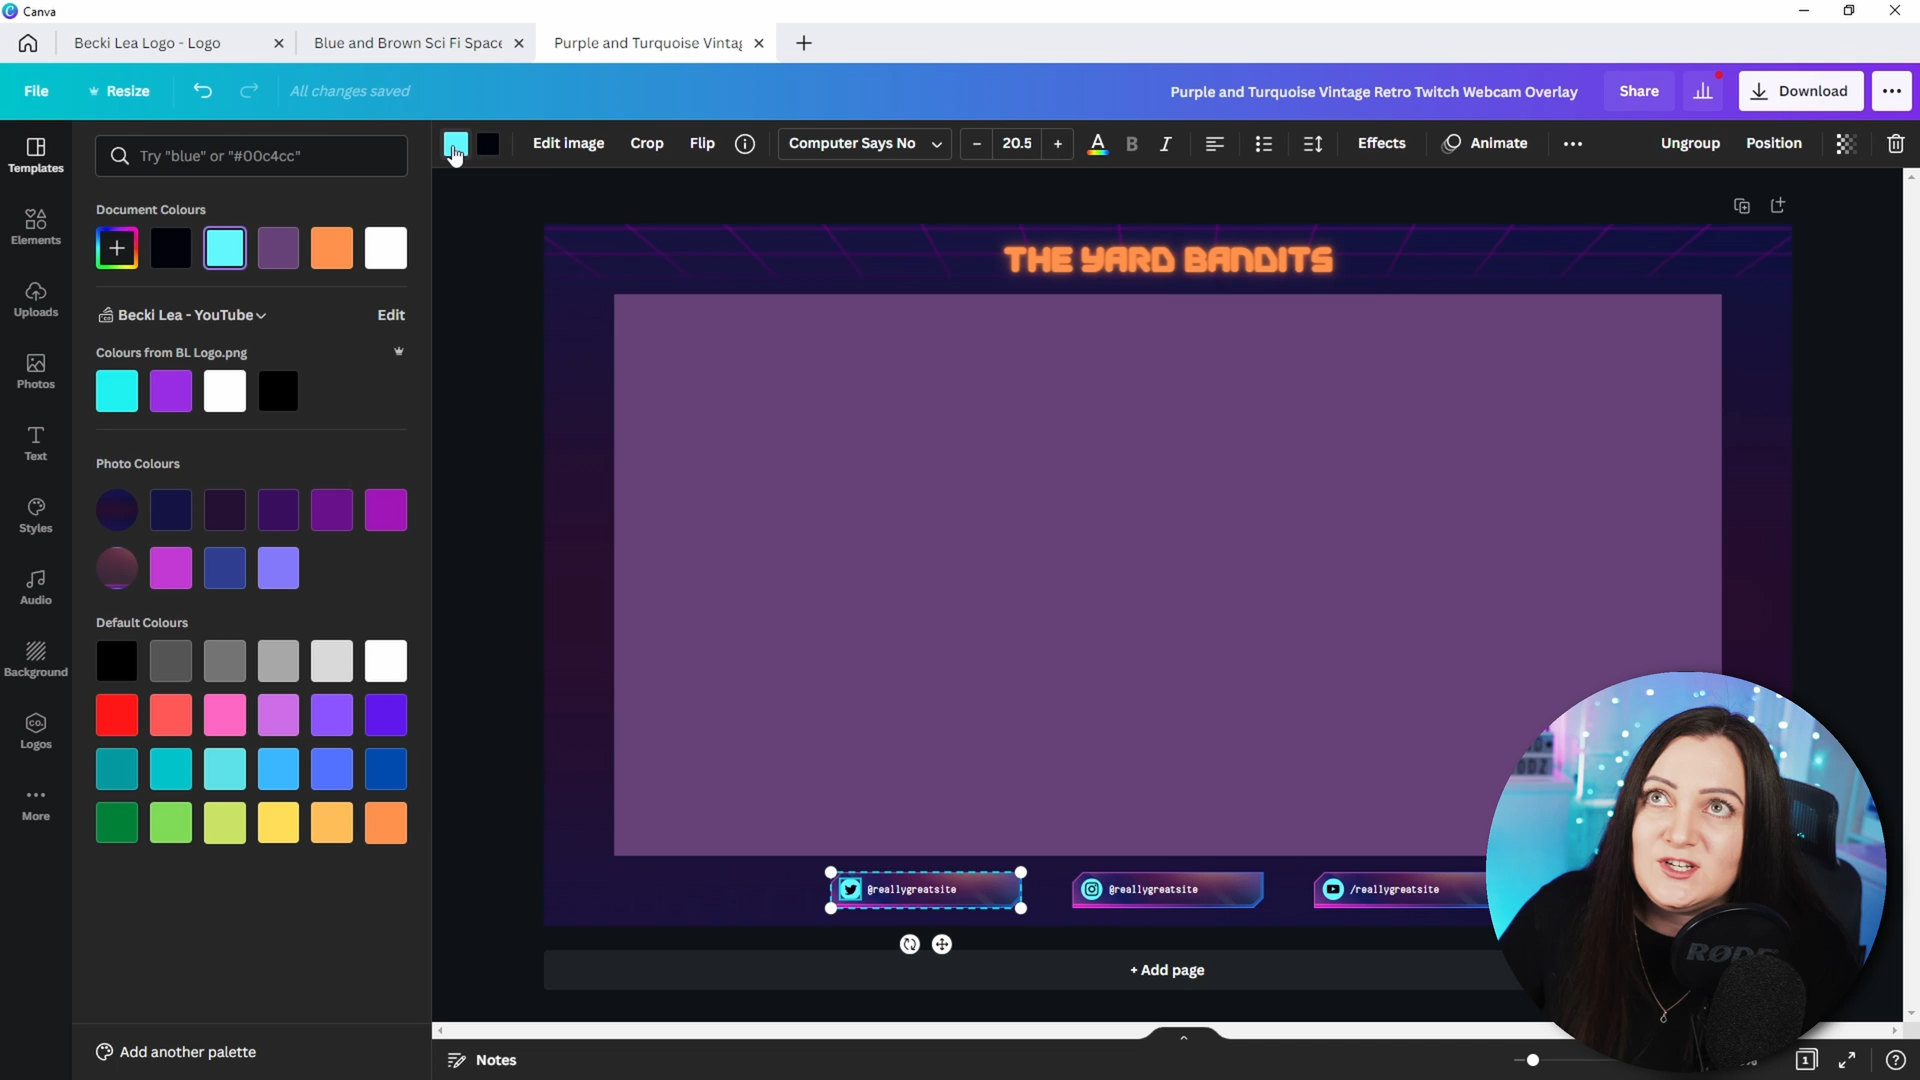 Canva
Becki Lea Logo - Logo
Blue and Brown Sci Fi Space
Purple and Turquoise Vintag
File
Resize
All changes saved
Purple and Turquoise Vintage Retro Twitch Webcam Overlay
Share
Download
Templates
Elements
Uploads
Photos
Text
Styles
Audio
Background
CO.
Logos
More
Try "blue" or "#00c4cc"
Document Colours
Becki Lea - YouTube
Edit
Colours from BL Logo.png
Photo Colours
Default Colours
Add another palette
Edit image
Crop
Flip
Computer Says No
20.5
A
B
I
Effects
Animate
Ungroup
Position
THE YARD BANDITS
@reallygreatsite
@reallygreatsite
/reallygreatsite
+ Add page
RØDE
Notes
1